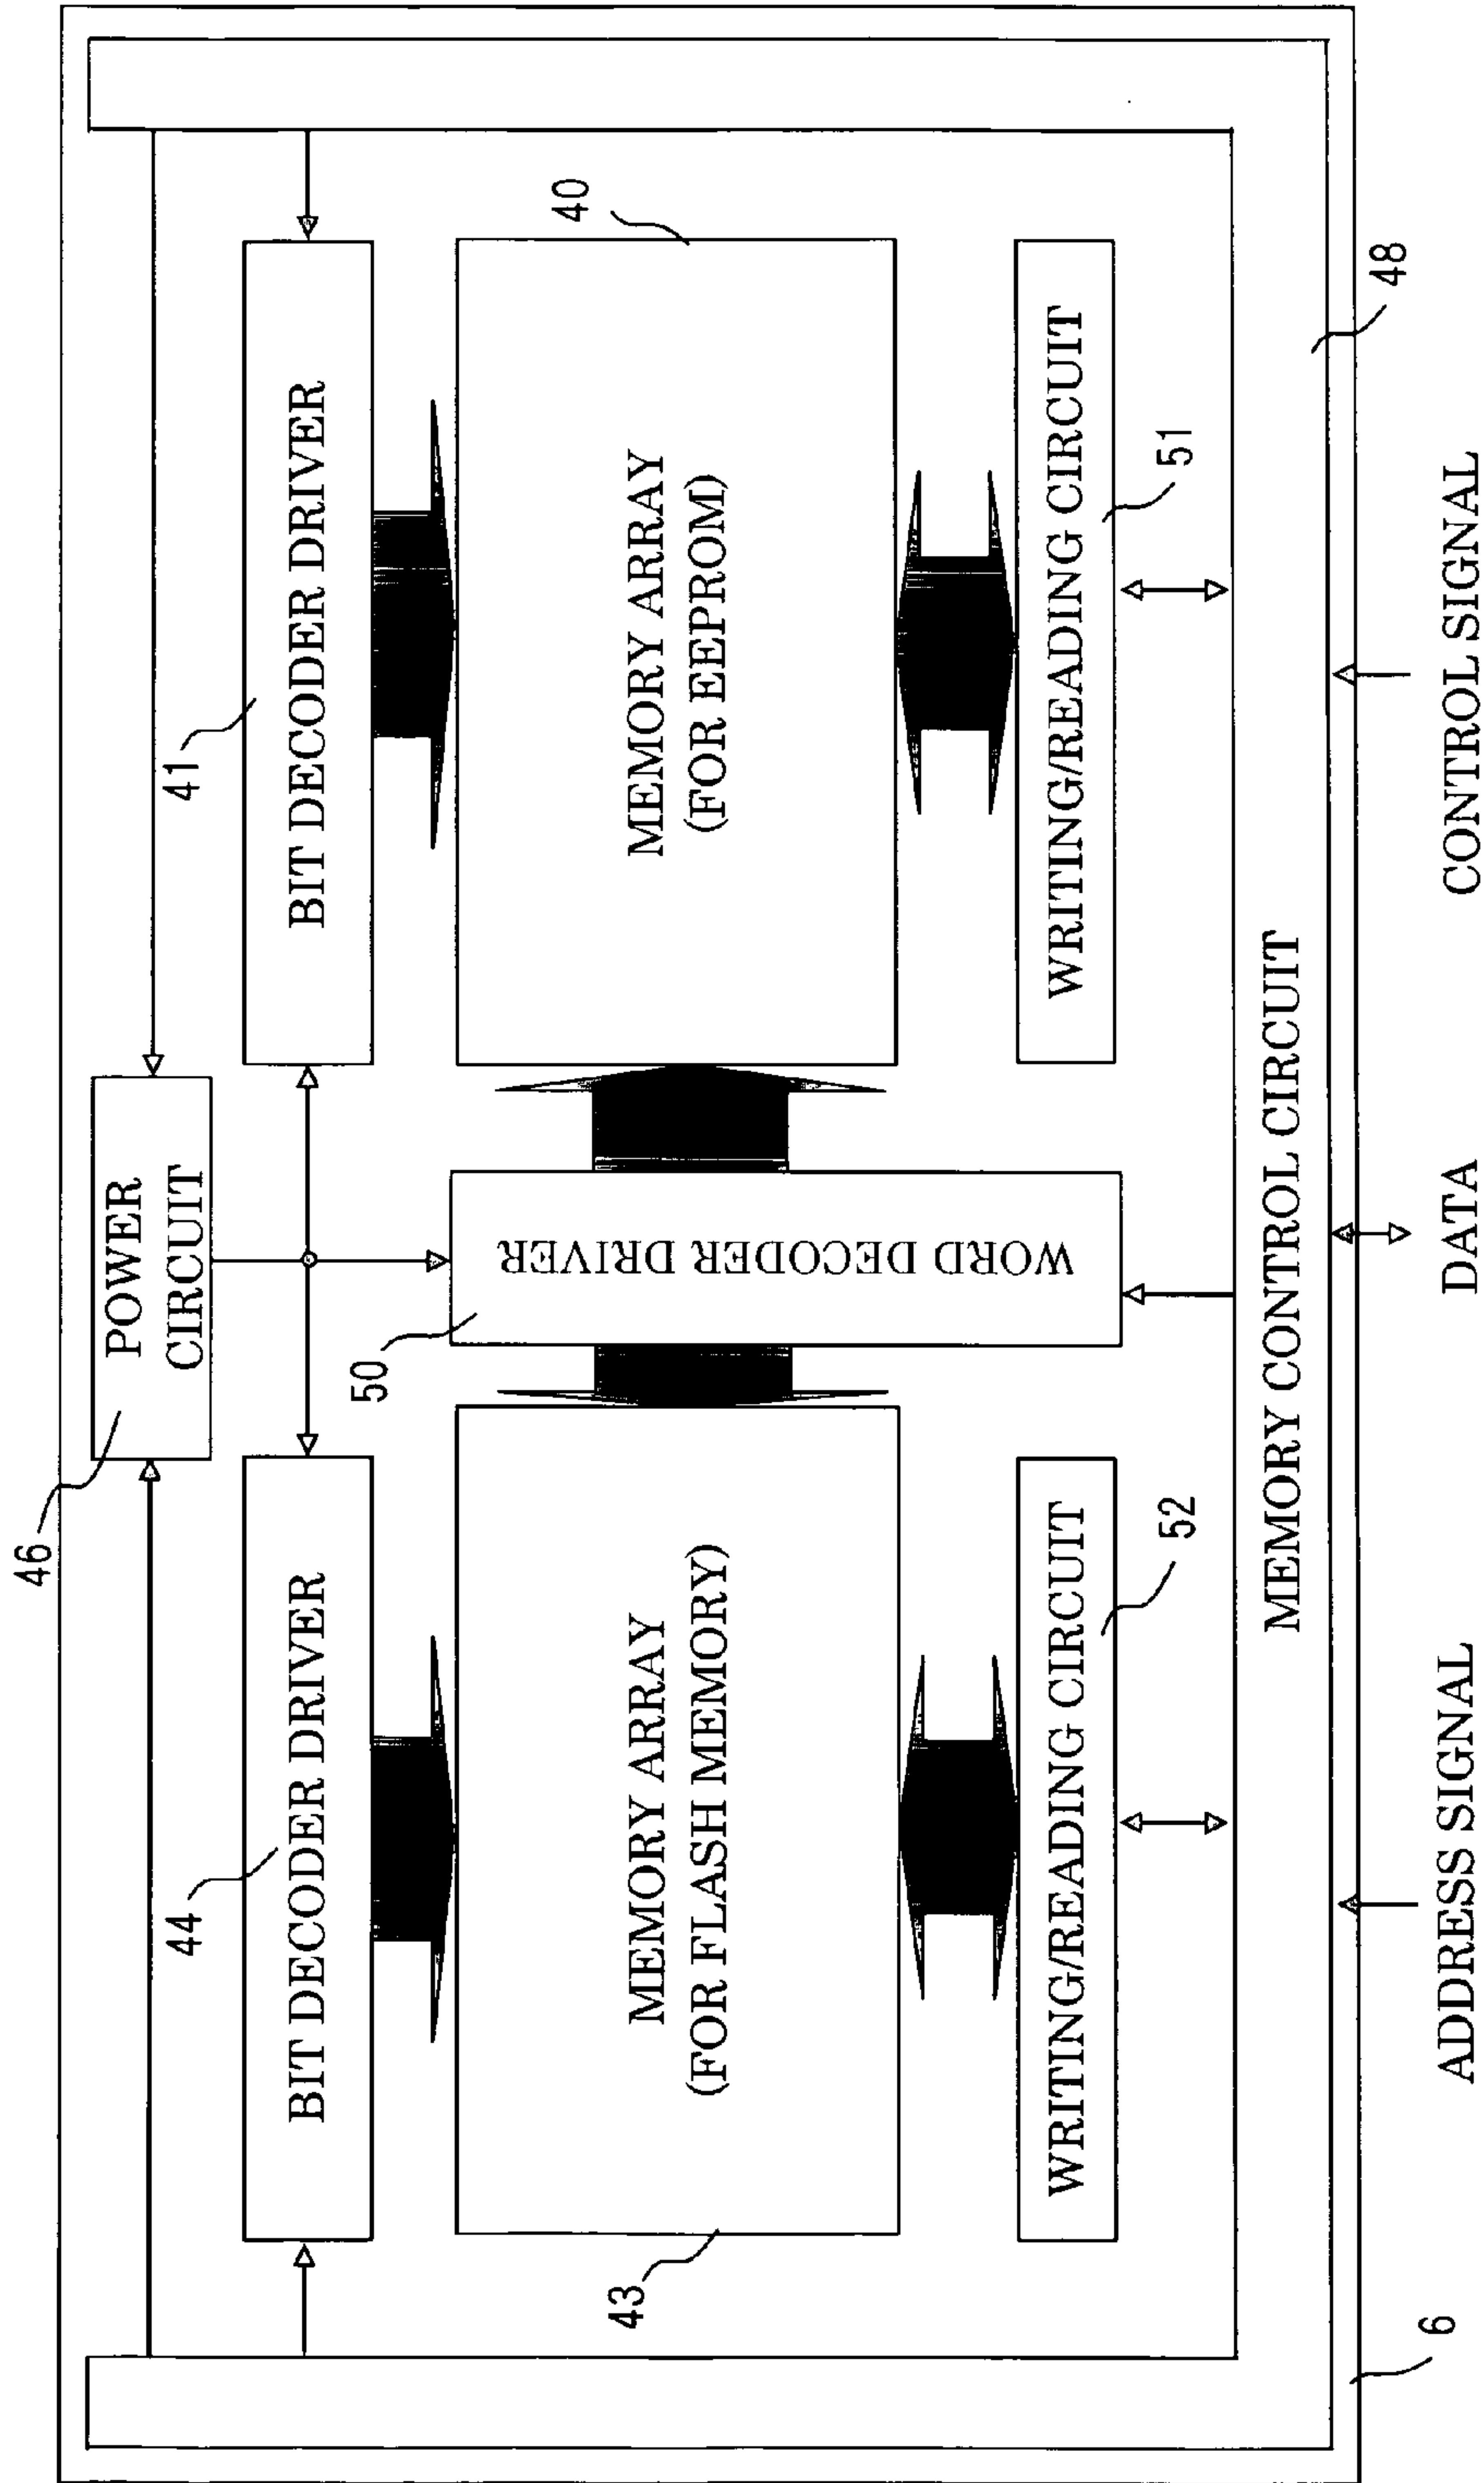 46
POWER
CIRCUIT
44
BIT DECODER DRIVER
41
BIT DECODER DRIVER
50
WORD DECODER DRIVER
MEMORY ARRAY
(FOR FLASH MEMORY)
43
MEMORY ARRAY
(FOR EEPROM)
40
WRITING/READING CIRCUIT
52
WRITING/READING CIRCUIT
51
MEMORY CONTROL CIRCUIT
48
6
ADDRESS SIGNAL
DATA
CONTROL SIGNAL